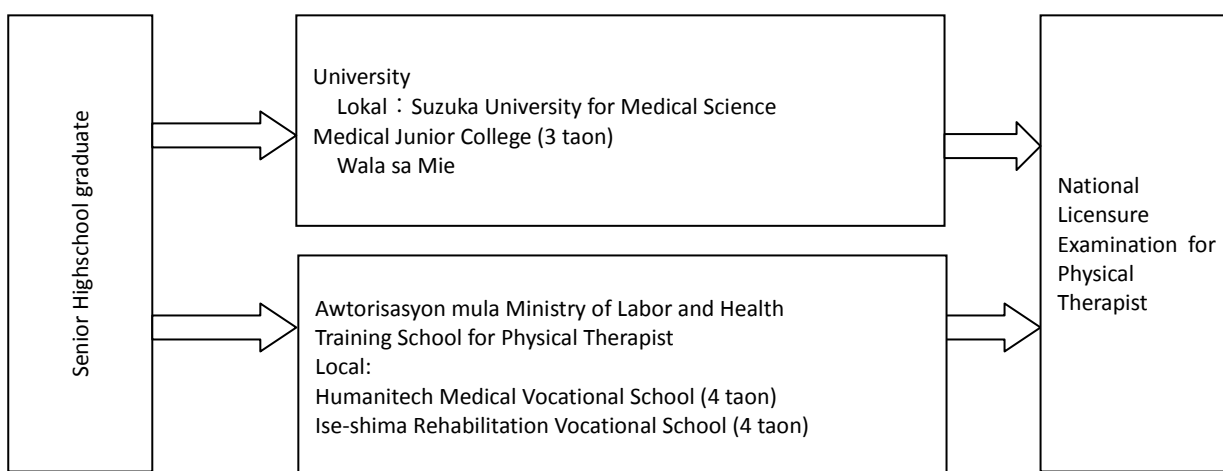 Senior Highschool graduate
University
Lokal：Suzuka University for Medical Science
Medical Junior College (3 taon)
Wala sa Mie
Awtorisasyon mula Ministry of Labor and Health
Training School for Physical Therapist
Local:
Humanitech Medical Vocational School (4 taon)
Ise-shima Rehabilitation Vocational School (4 taon)
National
Licensure
Examination for
Physical
Therapist